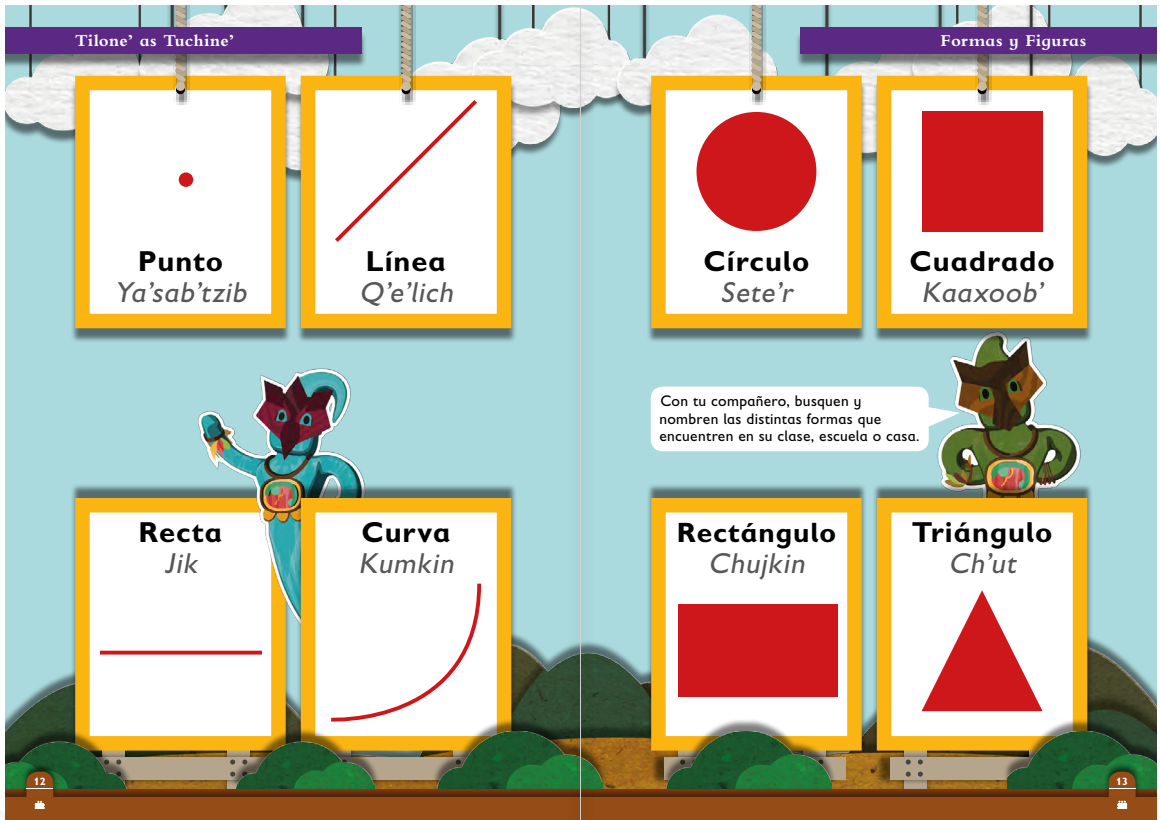 Tilone’ as Tuchine’
Punto
Ya’sab’tzib
Línea
Q’e’lich
Recta
Jik
Curva
Kumkin
12
Formas y Figuras
Círculo
Sete’r
Cuadrado
Kaaxoob’
Con tu compañero, busquen y
nombren las distintas formas que
encuentren en su clase, escuela o casa.
Rectángulo
Chujkin
Triángulo
Ch’ut
13